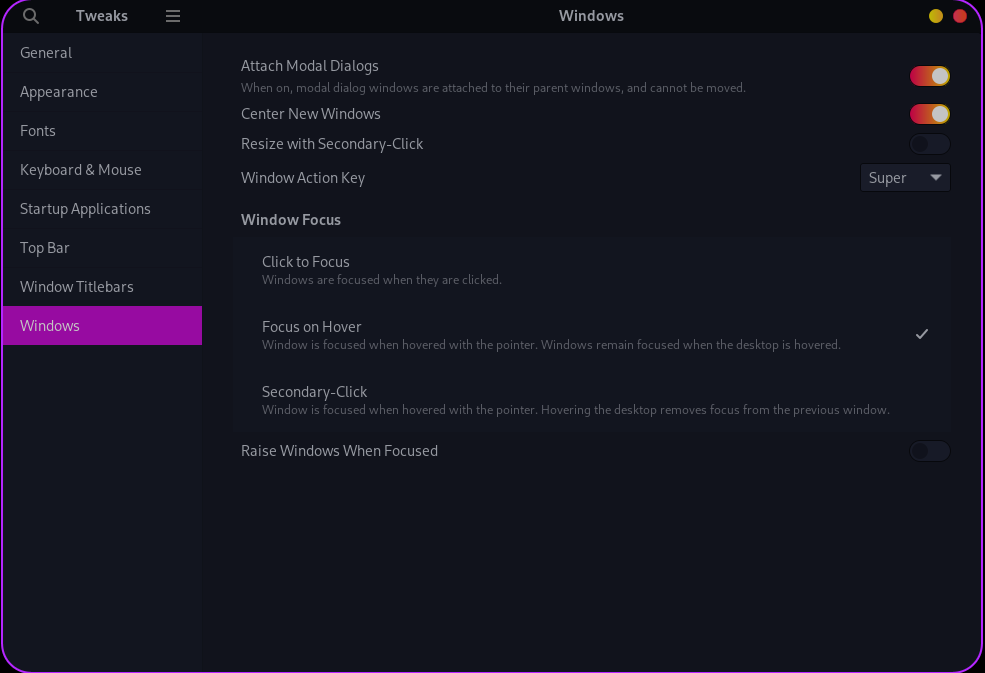 Tweaks
Windows
General
Appearance
Fonts
Keyboard & Mouse
Startup Applications
Top Bar
Window Titlebars
Windows
Attach Modal Dialogs
When on, modal dialog windows are attached to their parent windows, and cannot be moved.
Center New Windows
Resize with Secondary-Click
Window Action Key
Super
Window Focus
Click to Focus
Windows are focused when they are clicked.
Focus on Hover
Window is focused when hovered with the pointer. Windows remain focused when the desktop is hovered.
Secondary-Click
Window is focused when hovered with the pointer. Hovering the desktop removes focus from the previous window.
Raise Windows When Focused